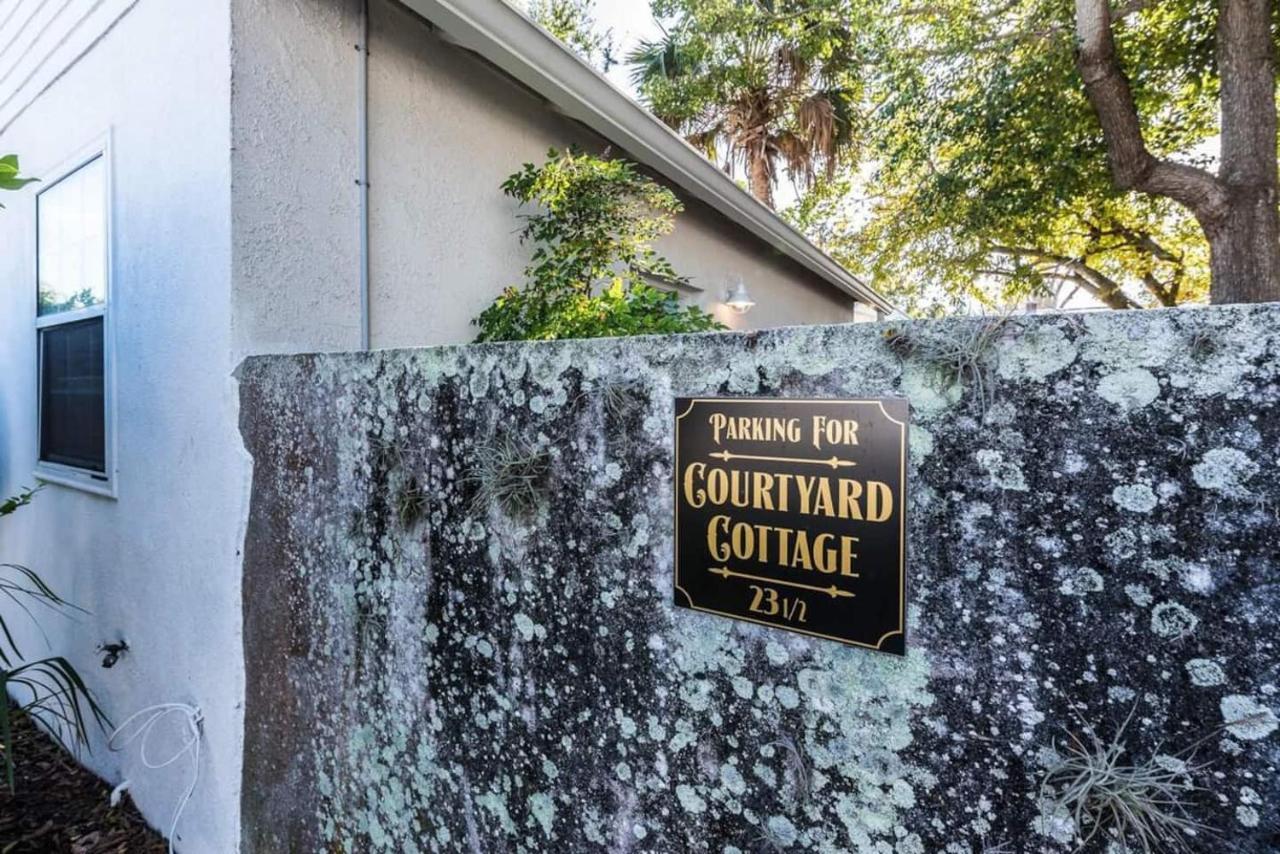 Parking For
Courtyard
Cottage
23 1/2